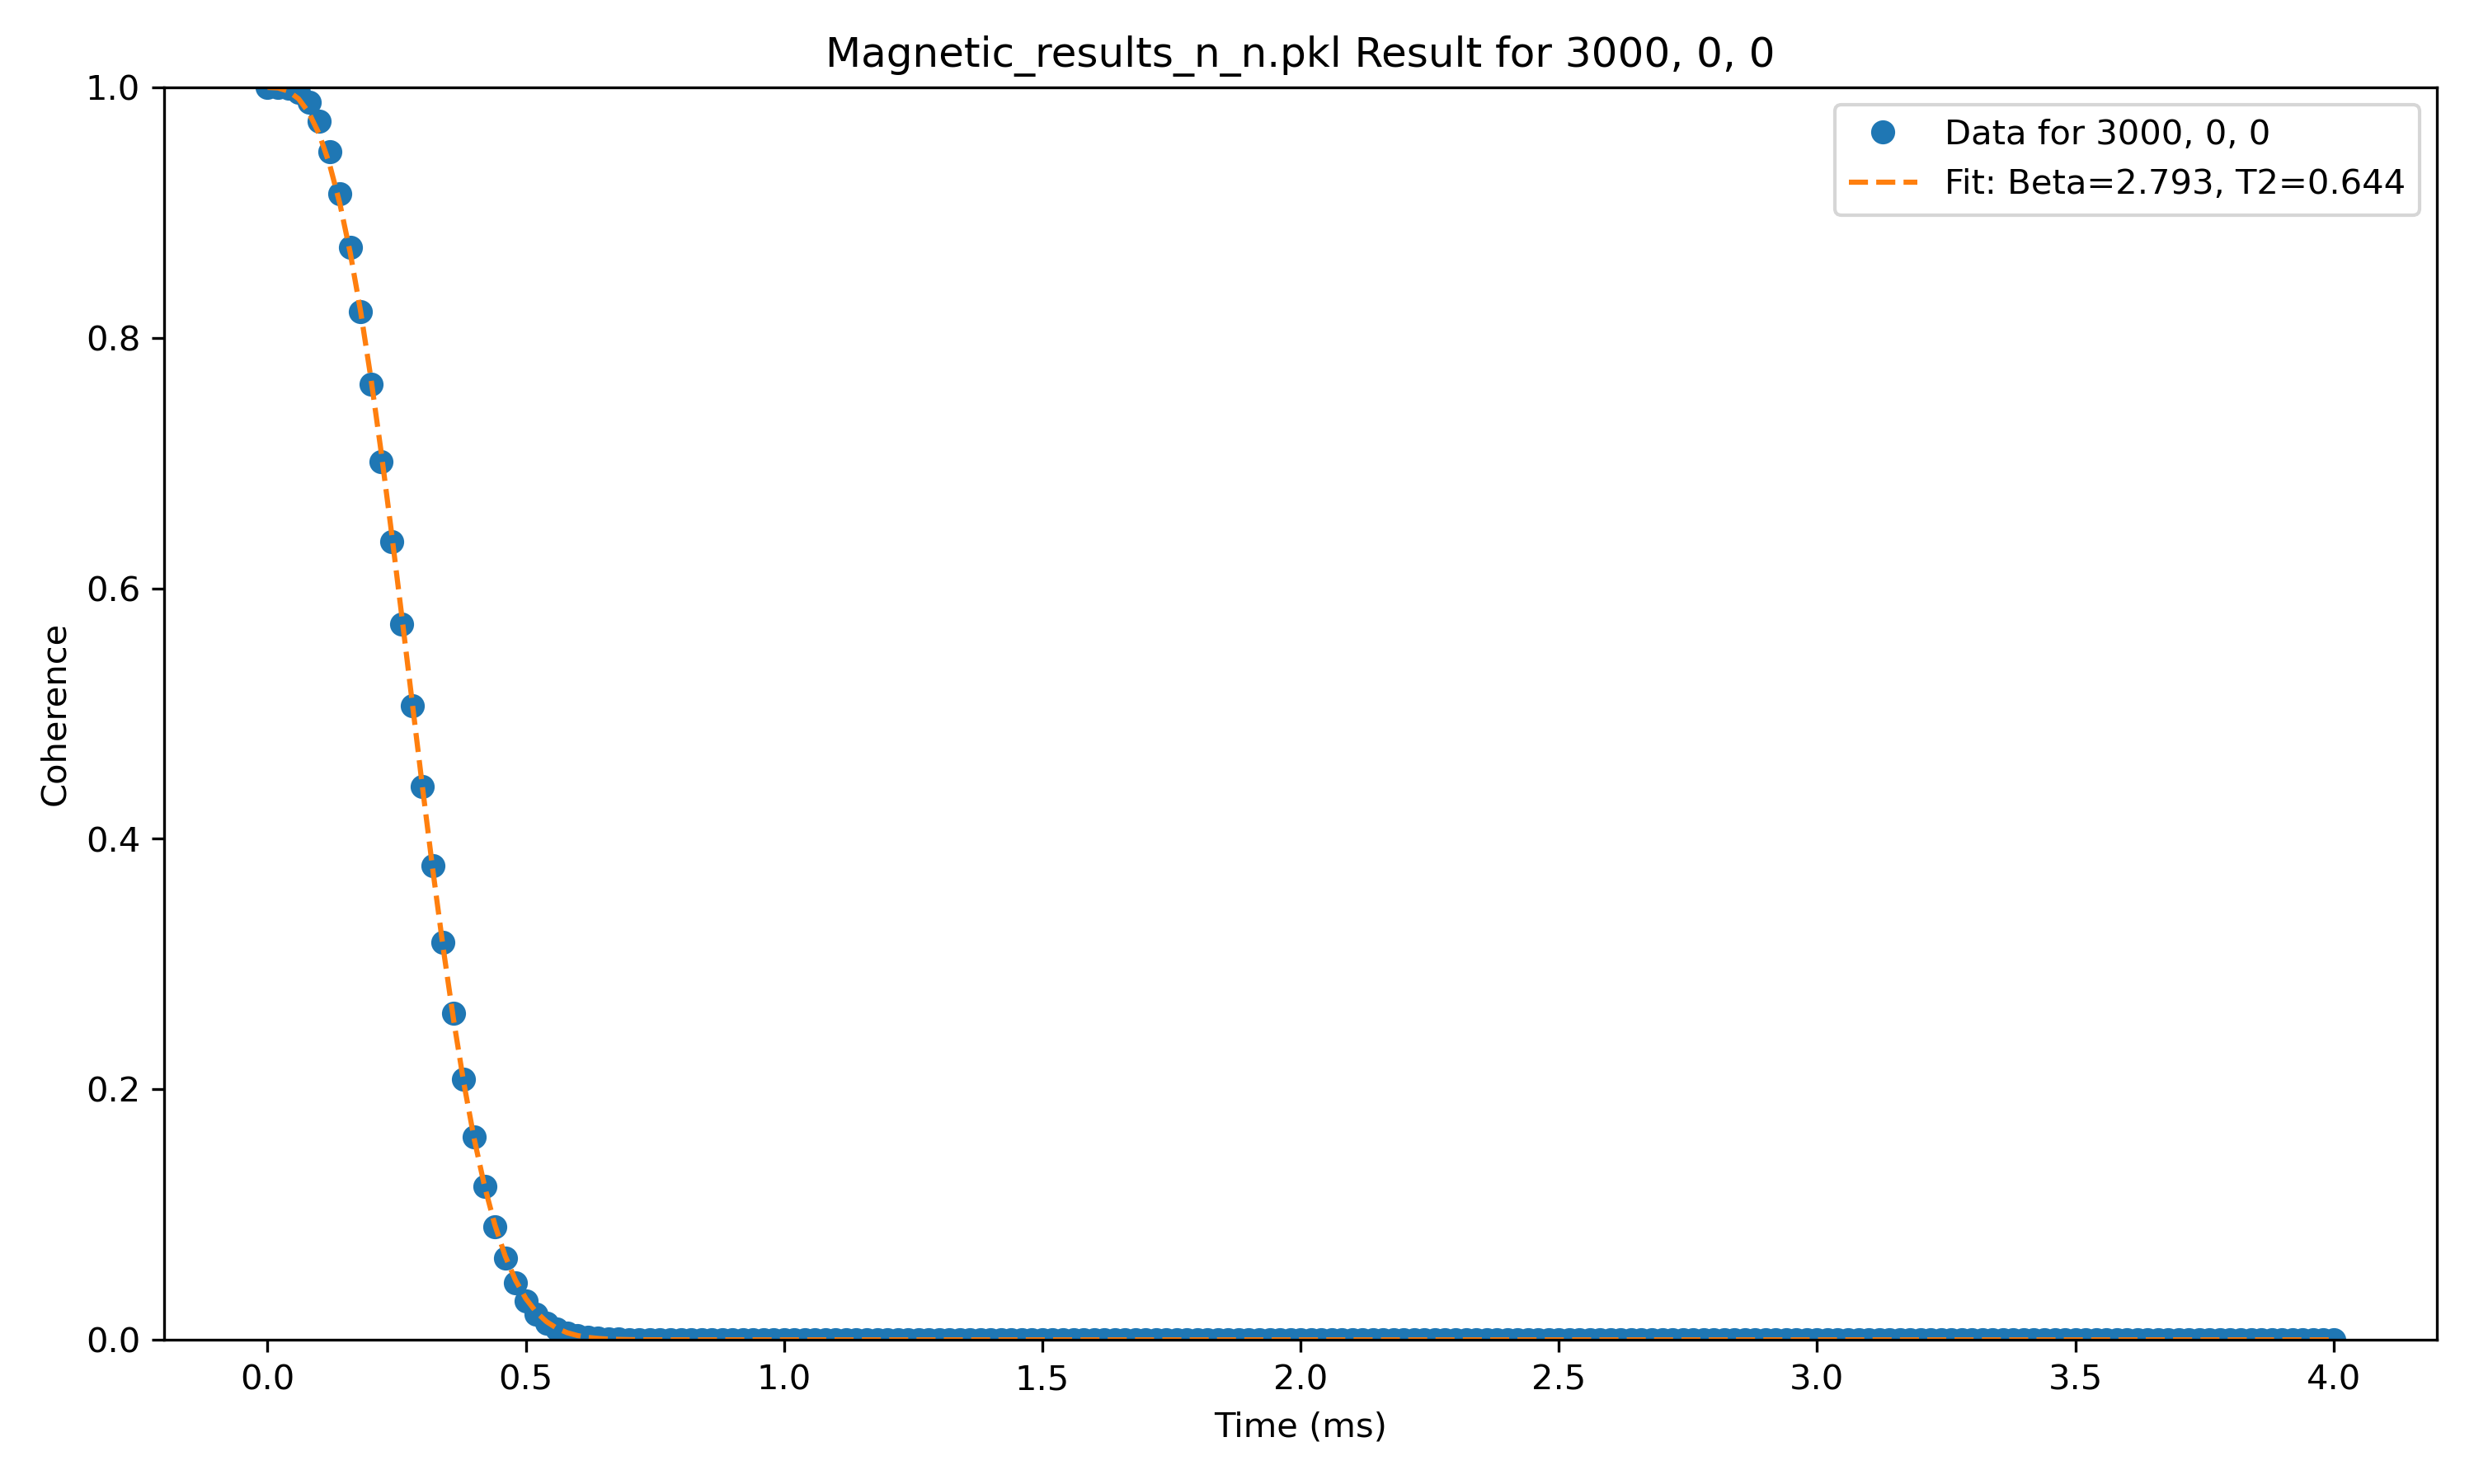 Magnetic_results_n_n.pkl Result for 3000, 0, 0
1.0
0.8
0.6
0.4
0.2
0.0
Coherence
Data for 3000, 0, 0
Fit: Beta=2.793, T2=0.644
0.0 0.5 1.0 1.5 2.0 2.5 3.0 3.5 4.0
Time (ms)